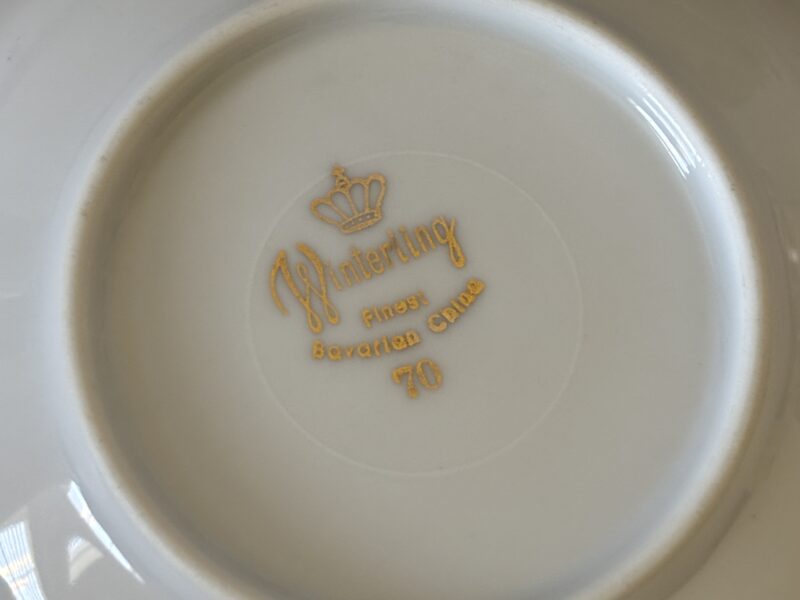 Winterling
Finest
Bavarian China
70